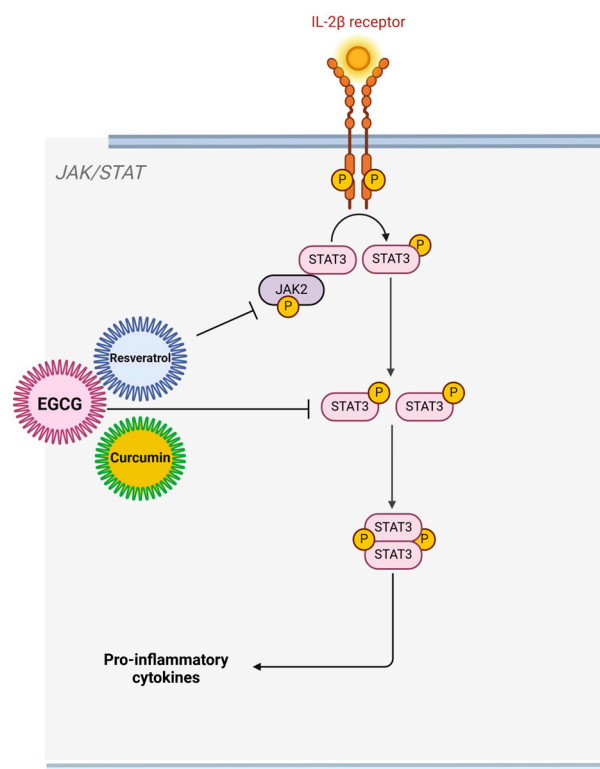 IL-2β receptor
JAK/STAT
P P
P
STAT3 STAT3
JAK2
P
Resveratrol
P P
EGCG STAT3 STAT3
Curcumin
STAT3
P P
STAT3
Pro-inflammatory
cytokines